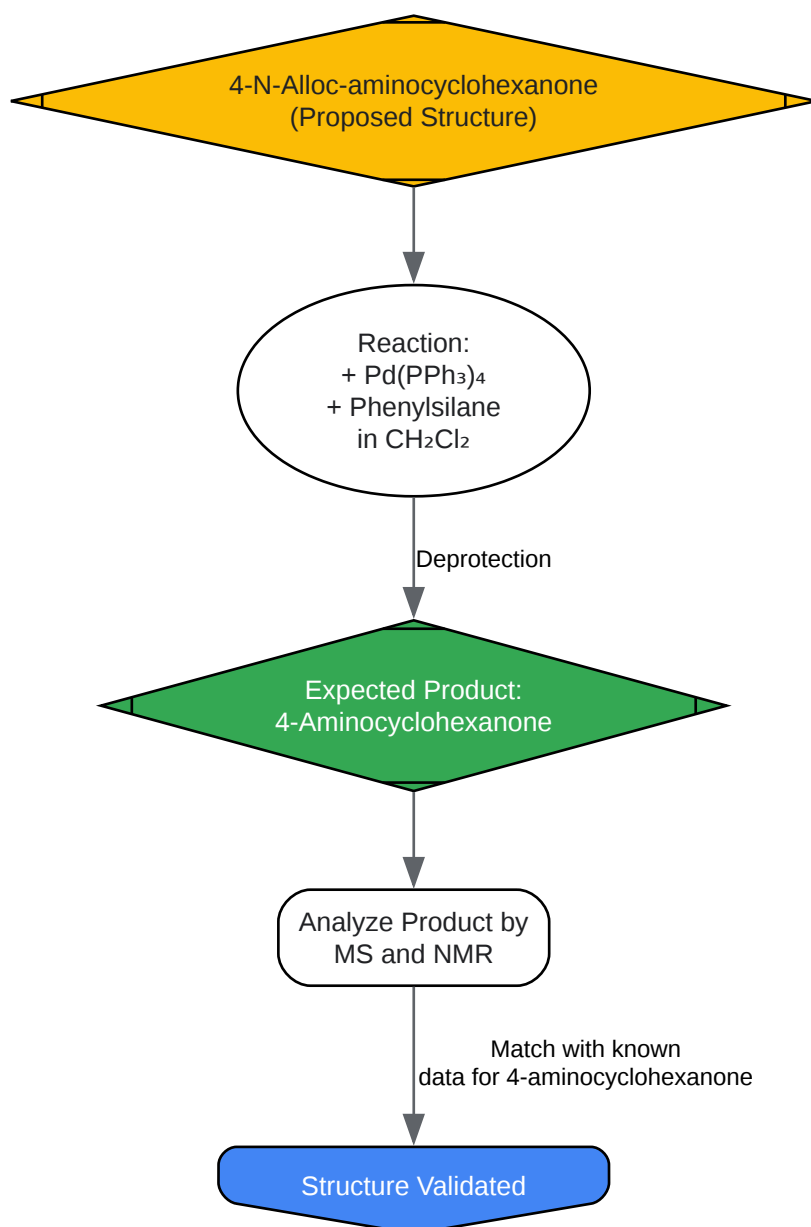 4-N-Alloc-aminocyclohexanone
(Proposed Structure)
Reaction:
+ Pd(PPh₃)₄
+ Phenylsilane
in CH₂Cl₂
Deprotection
Expected Product:
4-Aminocyclohexanone
Analyze Product by
MS and NMR
Match with known
data for 4-aminocyclohexanone
Structure Validated